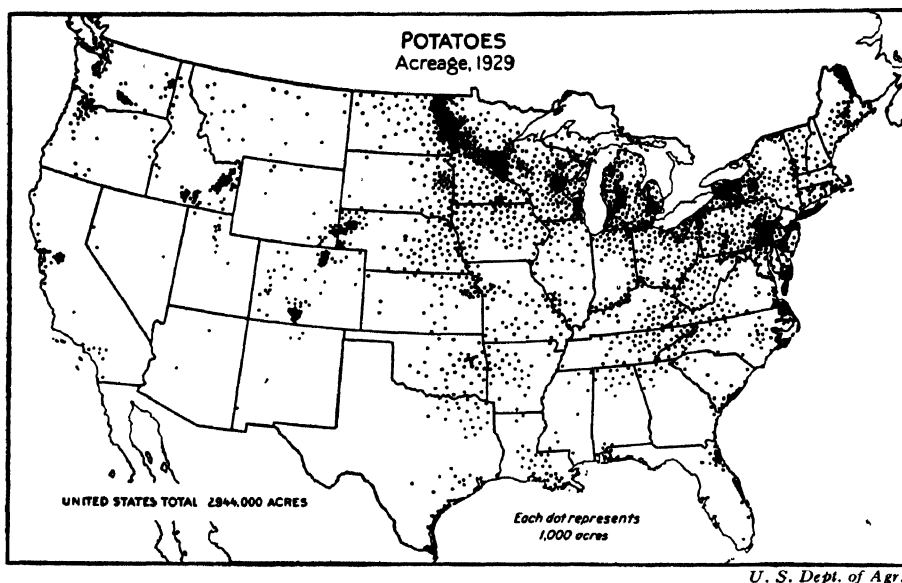 POTATOES
Acreage, 1929
UNITED STATES TOTAL 2,944,000 ACRES
Each dot represents
1,000 acres
U. S. Dept. of Agr